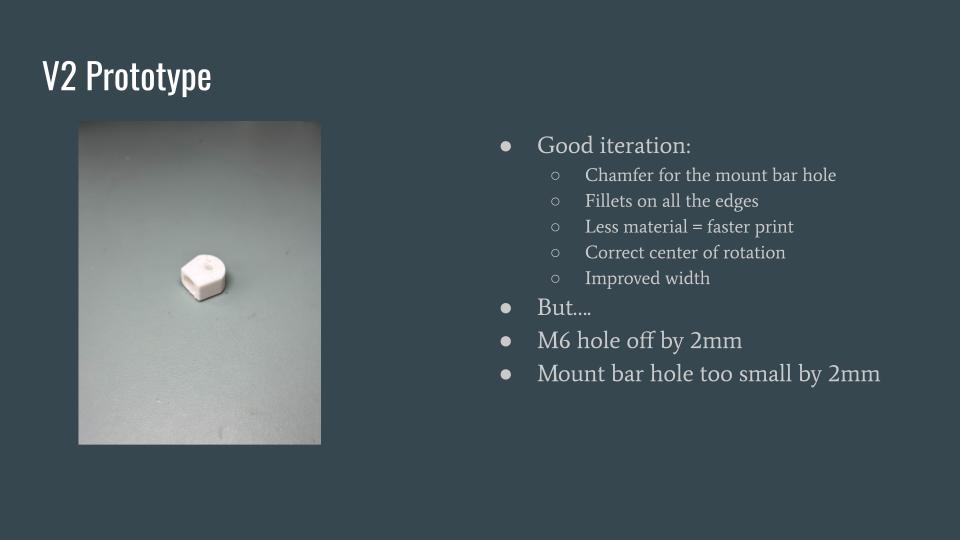 V2 Prototype
● Good iteration:
○ Chamfer for the mount bar hole
○ Fillets on all the edges
○ Less material = faster print
○ Correct center of rotation
○ Improved width
● But....
● M6 hole off by 2mm
● Mount bar hole too small by 2mm